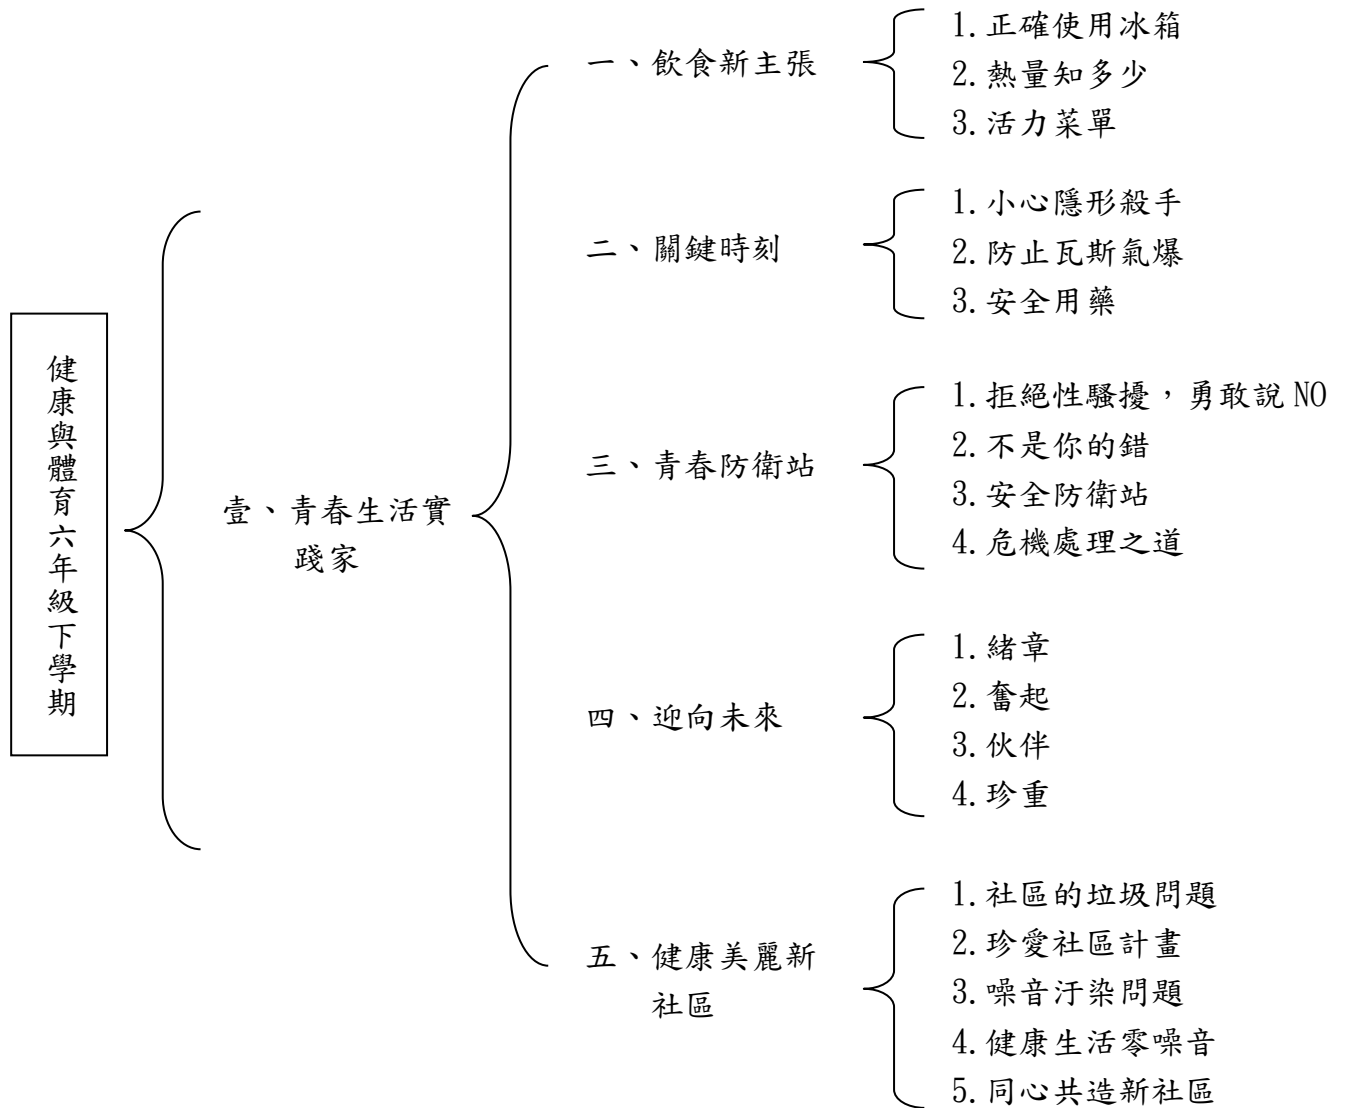 健康與體育六年級下學期
壹、青春生活實
踐家
一、飲食新主張
1.正確使用冰箱
2.熱量知多少
3.活力菜單
二、關鍵時刻
1.小心隱形殺手
2.防止瓦斯氣爆
3.安全用藥
三、青春防衛站
1.拒絕性騷擾，勇敢說 NO
2.不是你的錯
3.安全防衛站
4.危機處理之道
四、迎向未來
1.緒章
2.奮起
3.伙伴
4.珍重
五、健康美麗新
社區
1.社區的垃圾問題
2.珍愛社區計畫
3.噪音汙染問題
4.健康生活零噪音
5.同心共造新社區